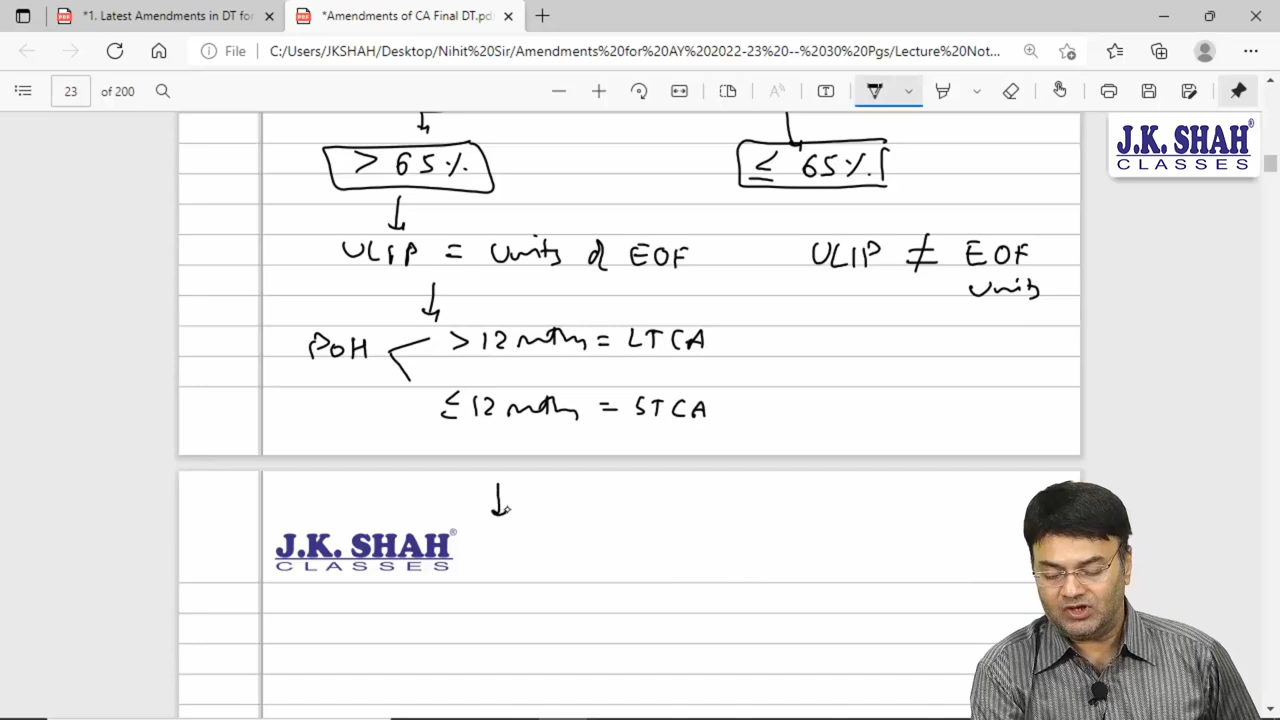 *1. Latest Amendments in DT for
*Amendments of CA Final DT.pd
File
C:/Users/JKSHAH/Desktop/Nihit%20Sir/Amendments%20for%20AY%202022-23%20--%2030%20Pgs/Lecture%20Not...
23 of 200
J.K. SHAH®
CLASSES
> 65%
≤ 65%
ULIP = Units of EOF
ULIP ≠ EOF
Units
POH
> 12 mths = LTCA
≤ 12 mths = STCA
J.K. SHAH®
CLASSES